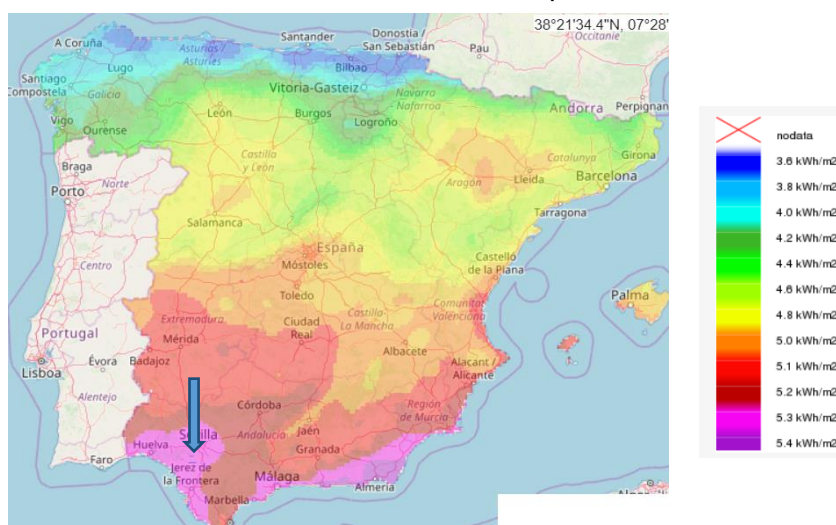 38°21'34.4"N, 07°28'
Occitanie
A Coruña
Asturias /
Asturies
Santander
Donostia /
San Sebastián
Pau
Lugo
Bilbao
Santiago
Compostela
Galicia
Vitoria-Gasteiz
Navarra
- Nafarroa
Andorra
Perpignan
Vigo
Ourense
León
Burgos
Logroño
Girona
Braga
Norte
Castilla
y León
Aragón
Lleida
Catalunya
Barcelona
Porto
Salamanca
Tarragona
Centro
España
Móstoles
Castelló
de la Plana
Toledo
Palma
Extremadura
Ciudad
Real
Castilla-
La Mancha
Comunitat
Valenciana
Portugal
Mérida
Albacete
Lisboa
Évora
Badajoz
Alacant /
Alicante
Alentejo
Córdoba
Región
de Murcia
Huelva
Sevilla
Andalucía
Jaén
Granada
Faro
Jerez de
la Frontera
Málaga
Almería
Marbella
nodata
3.6 kWh/m2
3.8 kWh/m2
4.0 kWh/m2
4.2 kWh/m2
4.4 kWh/m2
4.6 kWh/m2
4.8 kWh/m2
5.0 kWh/m2
5.1 kWh/m2
5.2 kWh/m2
5.3 kWh/m2
5.4 kWh/m2